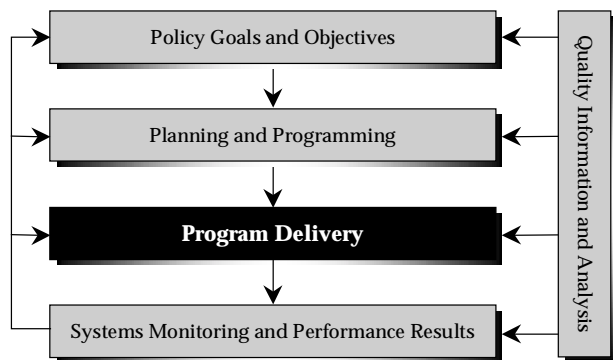 Policy Goals and Objectives
Planning and Programming
Program Delivery
Systems Monitoring and Performance Results
Quality Information and Analysis